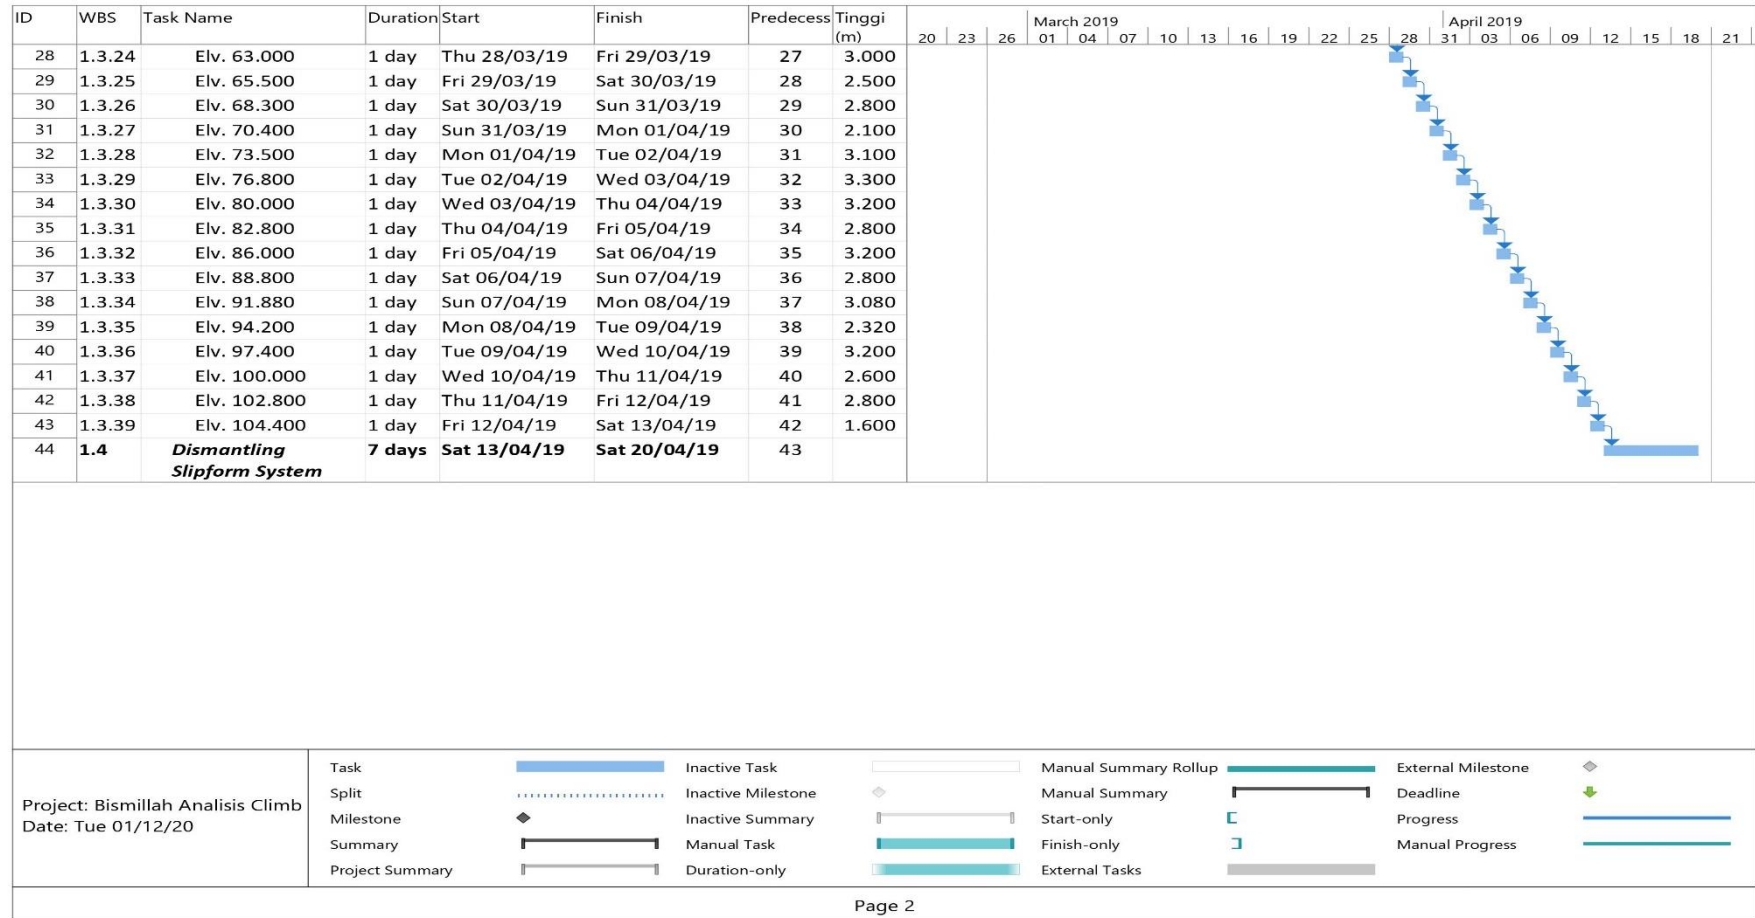 ID WBS Task Name Duration Start Finish Predecess Tinggi (m)
March 2019 April 2019
20 23 26 01 04 07 10 13 16 19 22 25 28 31 03 06 09 12 15 18 21
28 1.3.24 Elv. 63.000 1 day Thu 28/03/19 Fri 29/03/19 27 3.000
29 1.3.25 Elv. 65.500 1 day Fri 29/03/19 Sat 30/03/19 28 2.500
30 1.3.26 Elv. 68.300 1 day Sat 30/03/19 Sun 31/03/19 29 2.800
31 1.3.27 Elv. 70.400 1 day Sun 31/03/19 Mon 01/04/19 30 2.100
32 1.3.28 Elv. 73.500 1 day Mon 01/04/19 Tue 02/04/19 31 3.100
33 1.3.29 Elv. 76.800 1 day Tue 02/04/19 Wed 03/04/19 32 3.300
34 1.3.30 Elv. 80.000 1 day Wed 03/04/19 Thu 04/04/19 33 3.200
35 1.3.31 Elv. 82.800 1 day Thu 04/04/19 Fri 05/04/19 34 2.800
36 1.3.32 Elv. 86.000 1 day Fri 05/04/19 Sat 06/04/19 35 3.200
37 1.3.33 Elv. 88.800 1 day Sat 06/04/19 Sun 07/04/19 36 2.800
38 1.3.34 Elv. 91.880 1 day Sun 07/04/19 Mon 08/04/19 37 3.080
39 1.3.35 Elv. 94.200 1 day Mon 08/04/19 Tue 09/04/19 38 2.320
40 1.3.36 Elv. 97.400 1 day Tue 09/04/19 Wed 10/04/19 39 3.200
41 1.3.37 Elv. 100.000 1 day Wed 10/04/19 Thu 11/04/19 40 2.600
42 1.3.38 Elv. 102.800 1 day Thu 11/04/19 Fri 12/04/19 41 2.800
43 1.3.39 Elv. 104.400 1 day Fri 12/04/19 Sat 13/04/19 42 1.600
44 1.4 Dismantling 7 days Sat 13/04/19 Sat 20/04/19 43
Slipform System
Project: Bismillah Analisis Climb
Date: Tue 01/12/20
Task Inactive Task Manual Summary Rollup External Milestone
Split Inactive Milestone Manual Summary Deadline
Milestone Inactive Summary Start-only Progress
Summary Manual Task Finish-only Manual Progress
Project Summary Duration-only External Tasks
Page 2